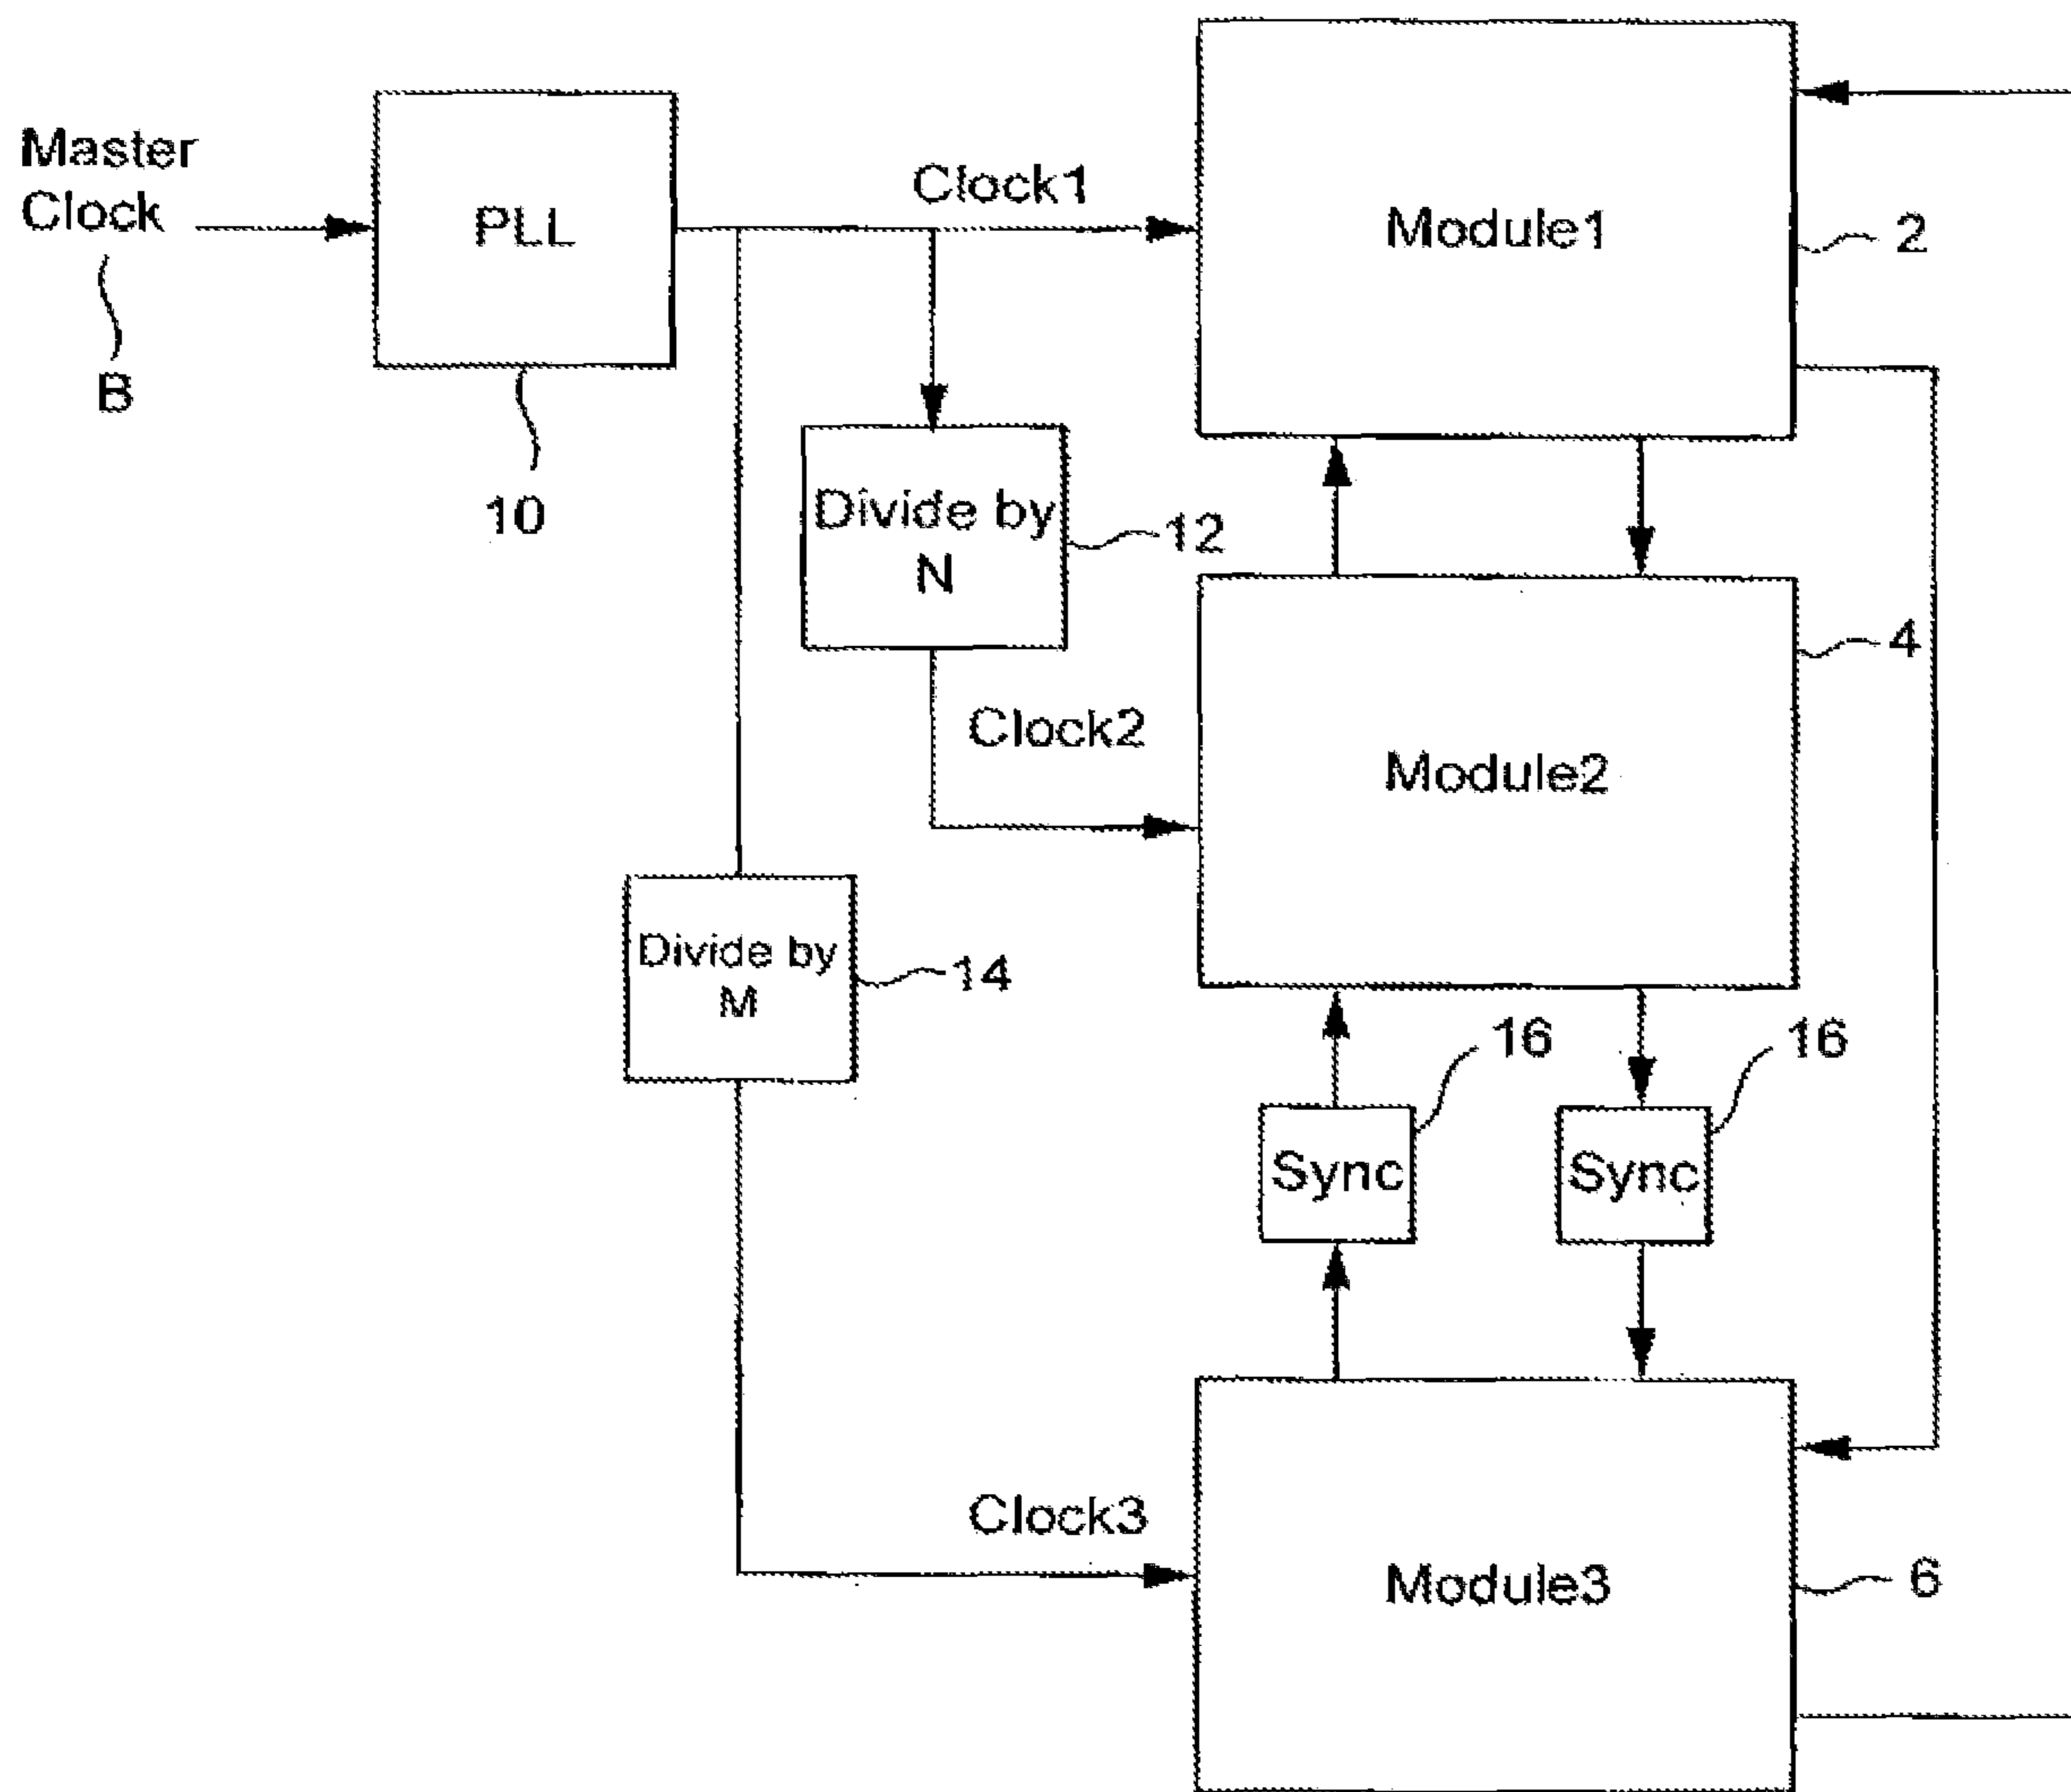 Master
Clock
B
PLL
10
Clock1
Module1
2
Divide by
N
12
Clock2
Module2
4
Divide by
M
14
16
16
Sync
Sync
Clock3
Module3
6